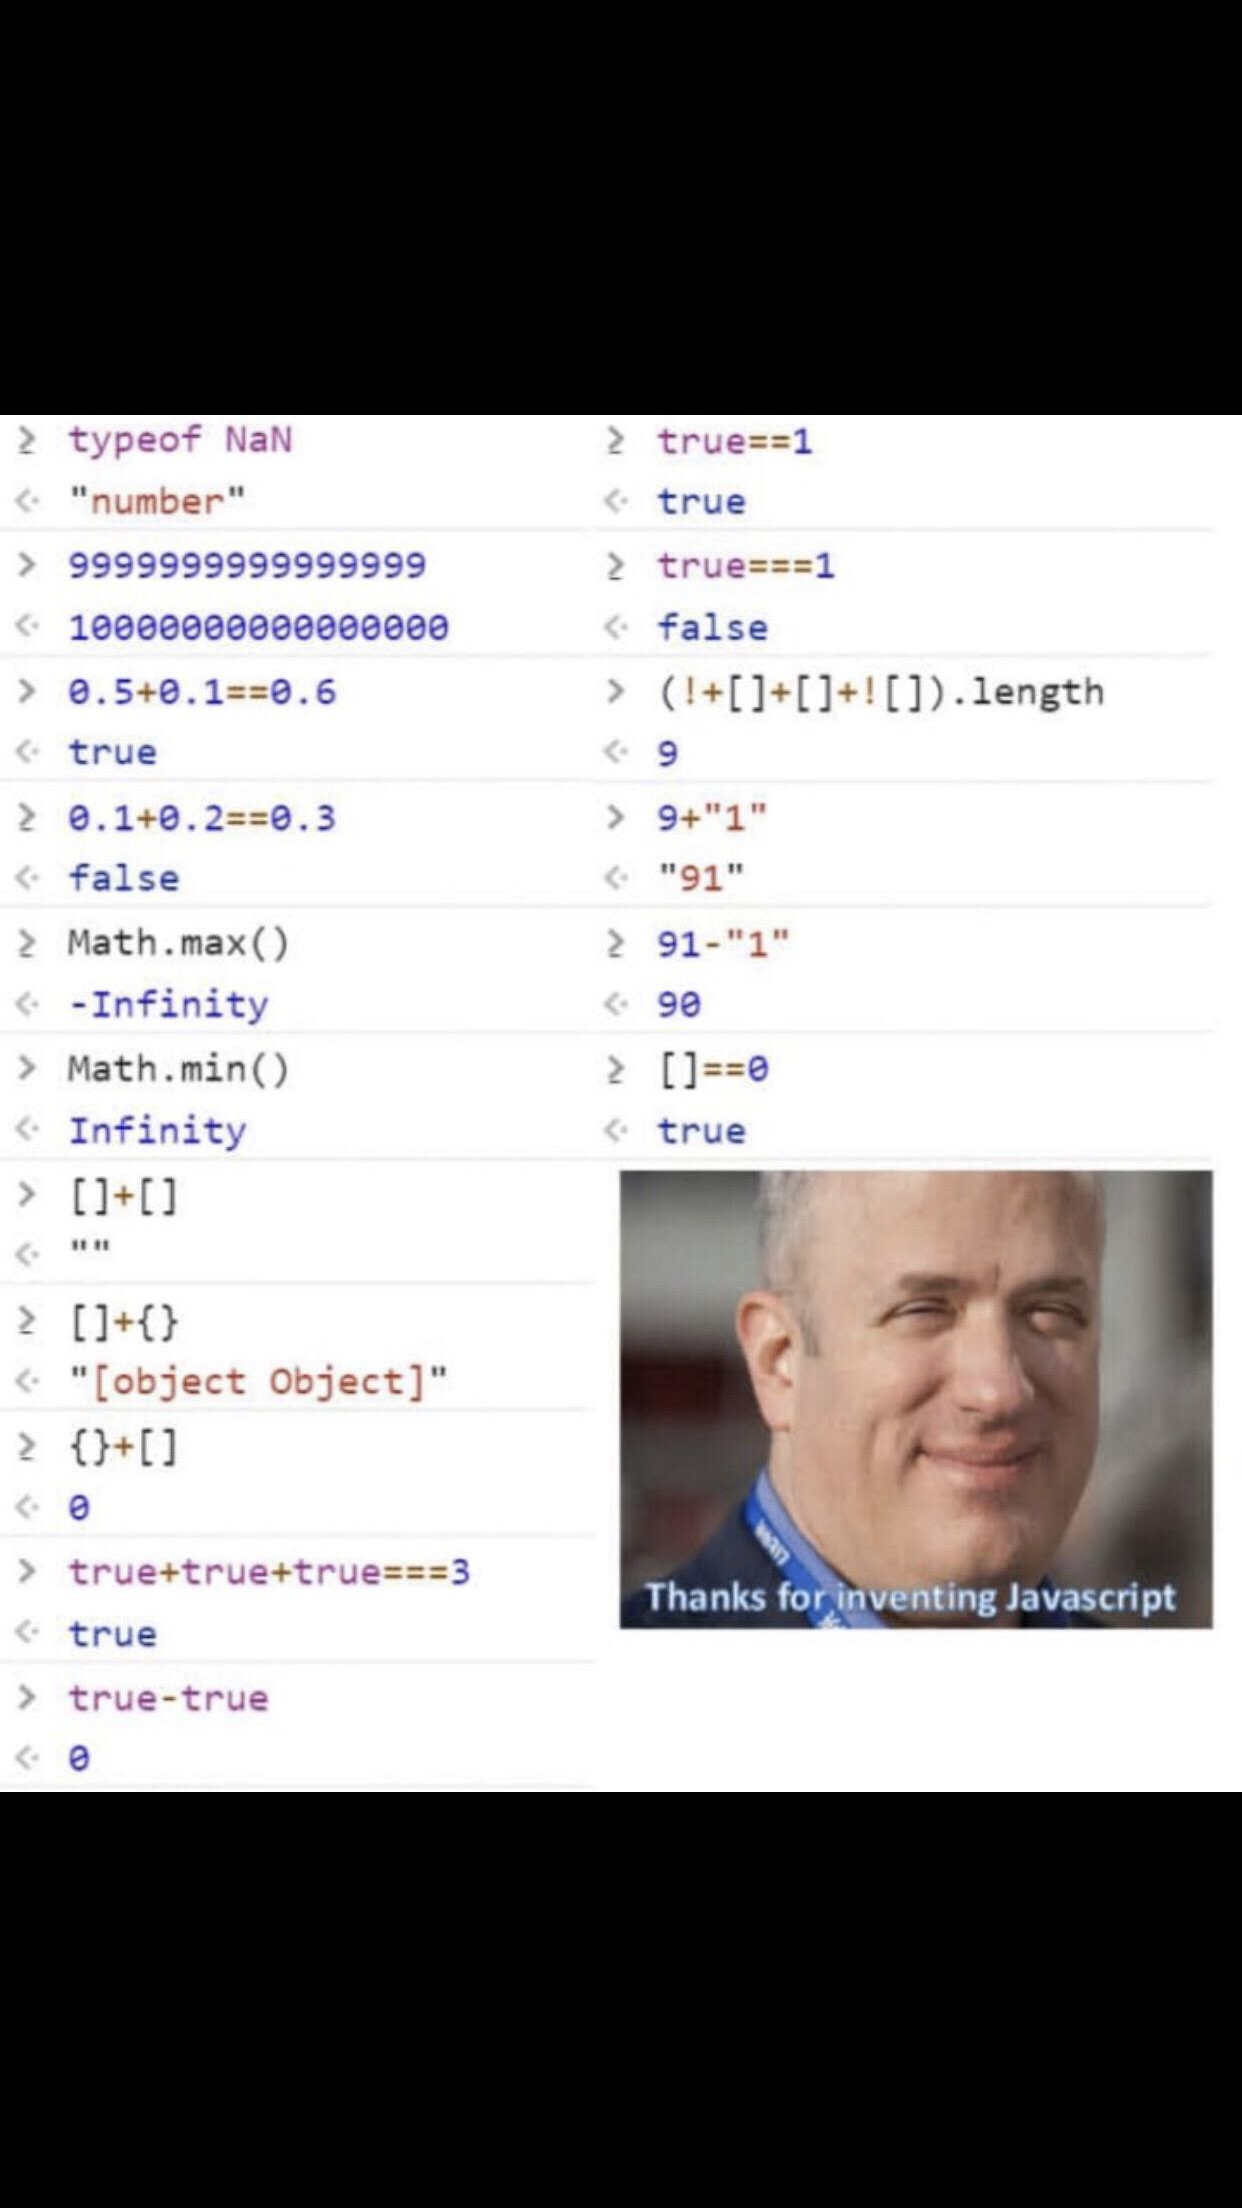 > typeof NaN
<· "number"
> 9999999999999999
<· 10000000000000000
> 0.5+0.1==0.6
<· true
> 0.1+0.2==0.3
<· false
> Math.max()
<· -Infinity
> Math.min()
<· Infinity
> []+[]
<· ""
> []+{}
<· "[object Object]"
> {}+[]
<· 0
> true+true+true===3
<· true
> true-true
<· 0
> true==1
<· true
> true===1
<· false
> (!+[]+[]+![]).length
<· 9
> 9+"1"
<· "91"
> 91-"1"
<· 90
> []==0
<· true
Thanks for inventing Javascript